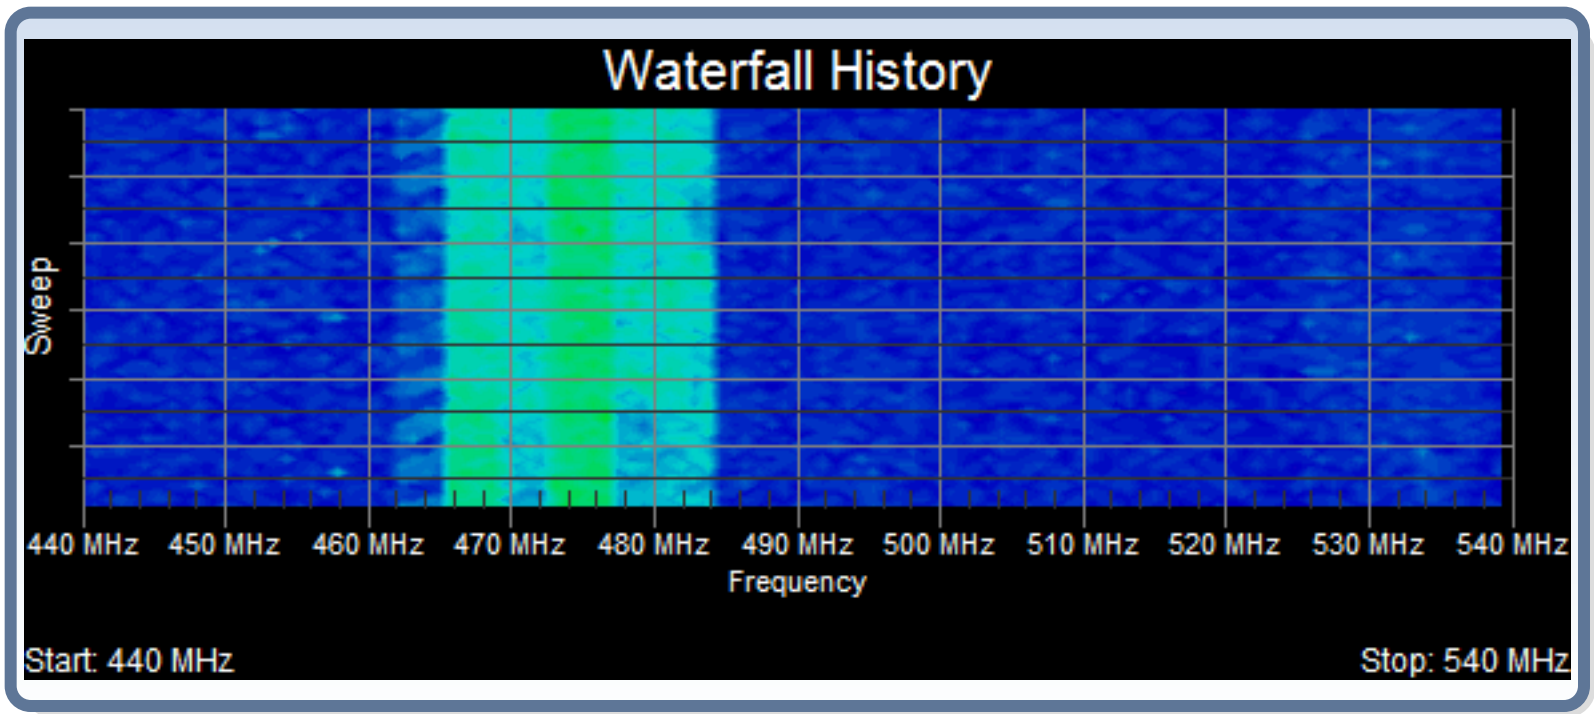 Waterfall History
Sweep
440 MHz 450 MHz 460 MHz 470 MHz 480 MHz 490 MHz 500 MHz 510 MHz 520 MHz 530 MHz 540 MHz
Frequency
Start: 440 MHz Stop: 540 MHz